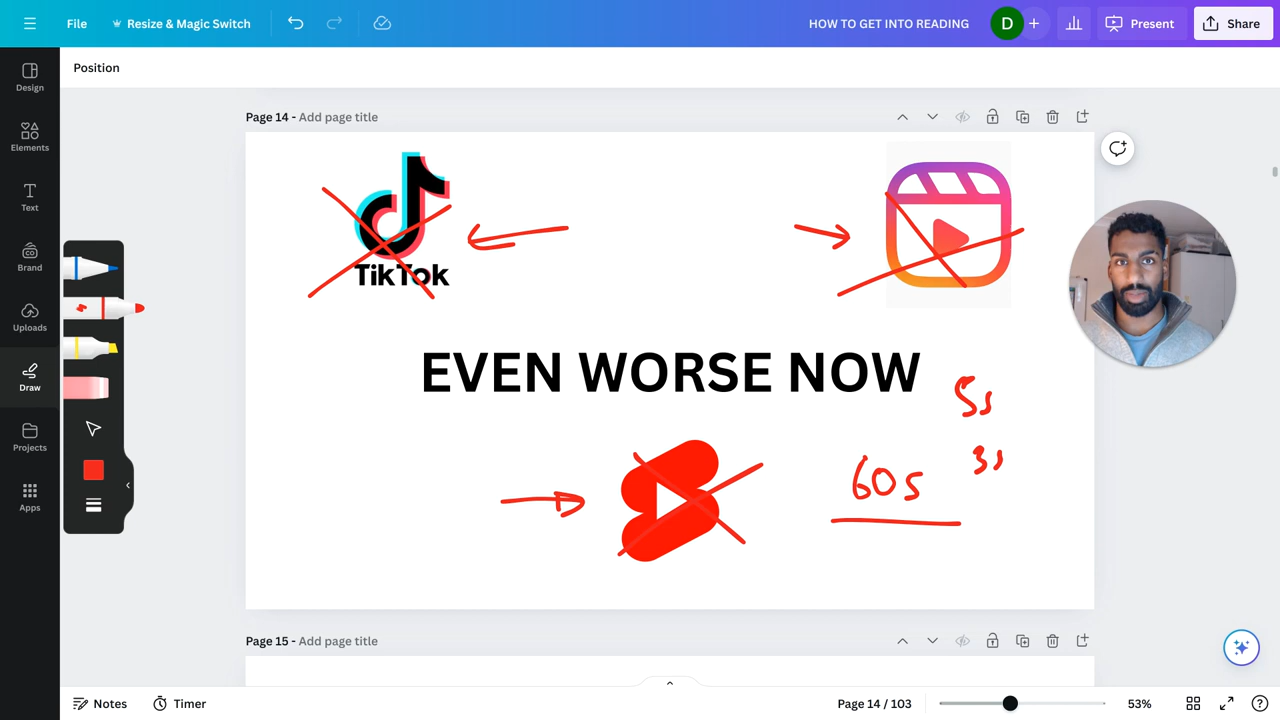 File
Resize & Magic Switch
HOW TO GET INTO READING
D
Present
Share
Position
Design
Elements
Text
Brand
Uploads
Draw
Projects
Apps
Page 14 - Add page title
TikTok
EVEN WORSE NOW
5s
3s
60s
Page 15 - Add page title
Notes
Timer
Page 14 / 103
53%